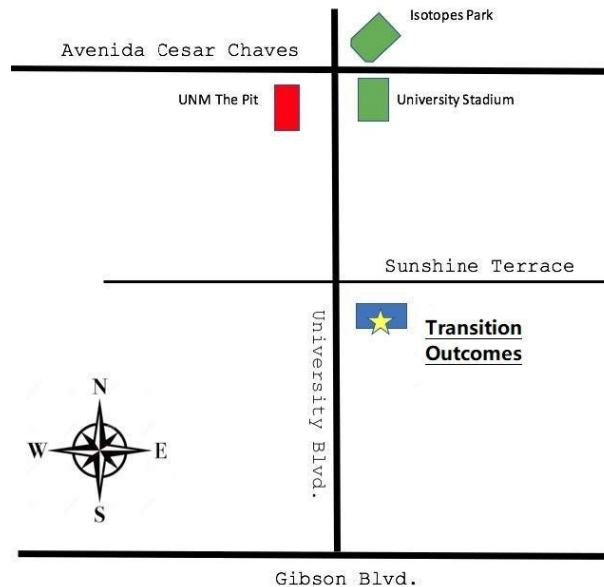 Isotopes Park
Avenida Cesar Chaves
UNM The Pit
University Stadium
Sunshine Terrace
University Blvd.
Transition
Outcomes
N
W
E
S
Gibson Blvd.